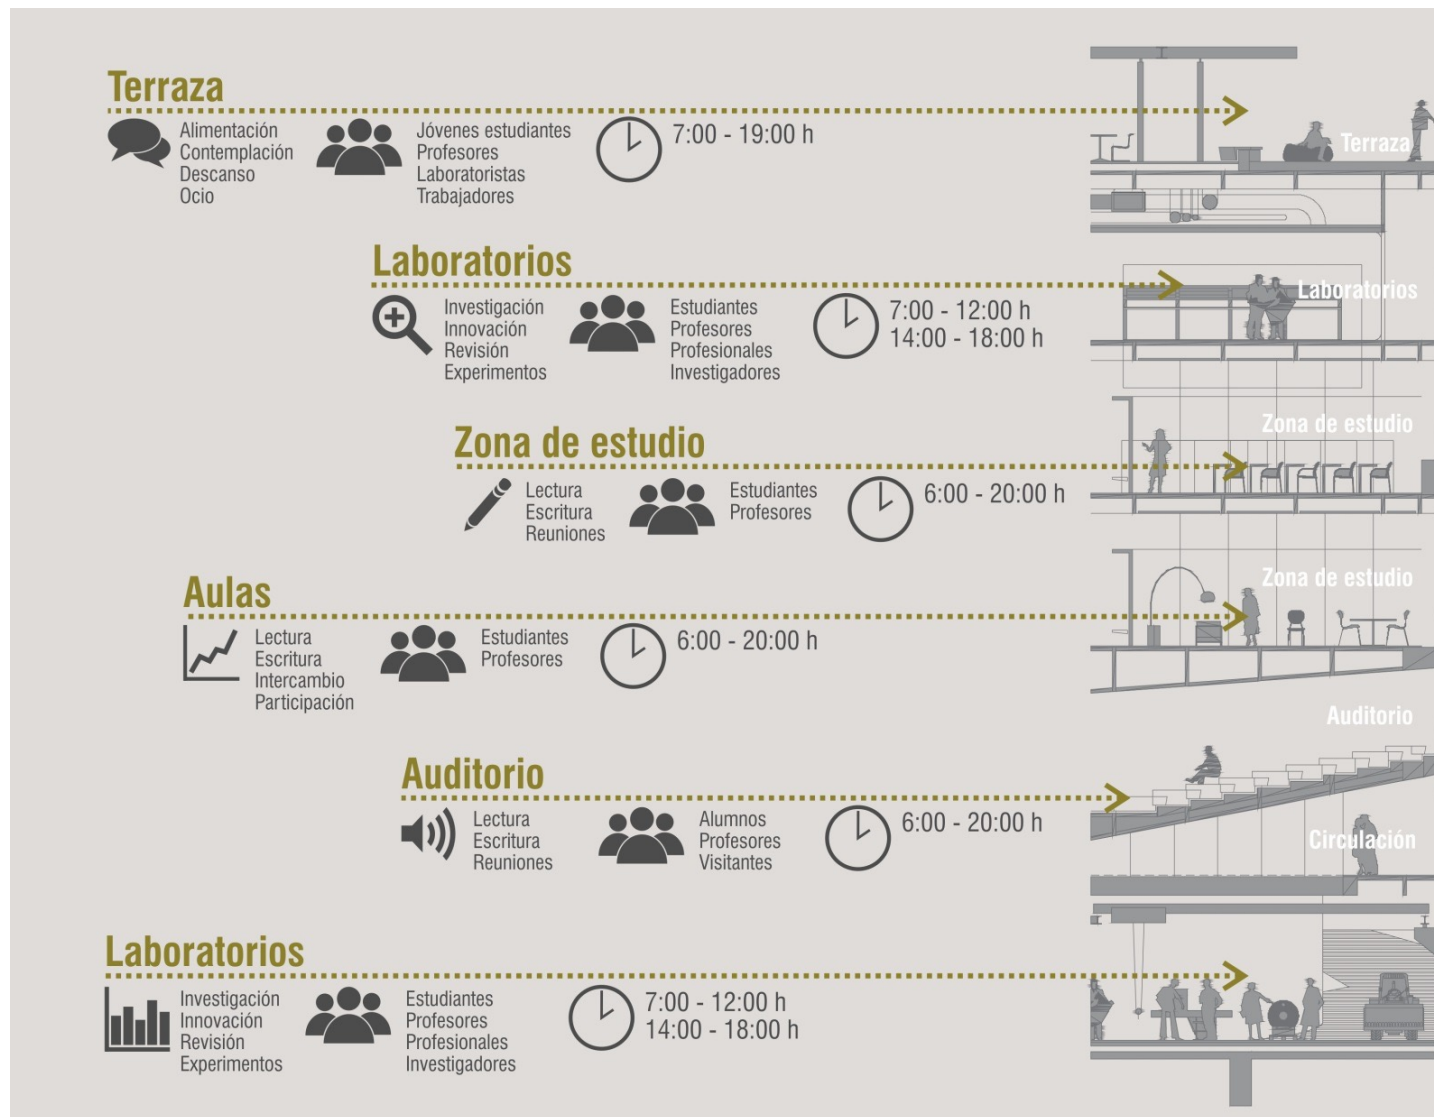 Terraza
Alimentación
Contemplación
Descanso
Ocio
Jóvenes estudiantes
Profesores
Laboratoristas
Trabajadores
7:00 - 19:00 h
Terraza
Laboratorios
Investigación
Innovación
Revisión
Experimentos
Estudiantes
Profesores
Profesionales
Investigadores
7:00 - 12:00 h
14:00 - 18:00 h
Laboratorios
Zona de estudio
Lectura
Escritura
Reuniones
Estudiantes
Profesores
6:00 - 20:00 h
Zona de estudio
Aulas
Lectura
Escritura
Intercambio
Participación
Estudiantes
Profesores
6:00 - 20:00 h
Zona de estudio
Auditorio
Lectura
Escritura
Reuniones
Alumnos
Profesores
Visitantes
6:00 - 20:00 h
Auditorio
Circulación
Laboratorios
Investigación
Innovación
Revisión
Experimentos
Estudiantes
Profesores
Profesionales
Investigadores
7:00 - 12:00 h
14:00 - 18:00 h